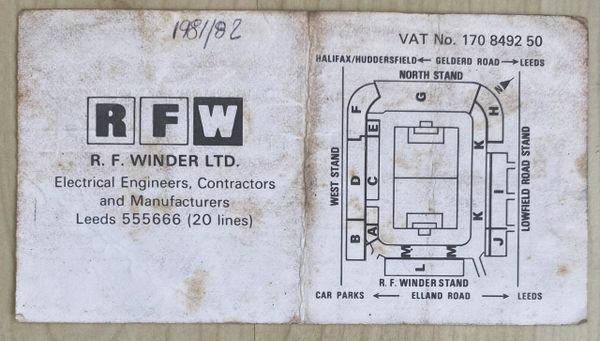 1981/82
RFW
R. F. WINDER LTD.
Electrical Engineers, Contractors
and Manufacturers
Leeds 555666 (20 lines)
VAT No. 170 8492 50
HALIFAX/HUDDERSFIELD ← GELDERD ROAD → LEEDS
NORTH STAND
N
G
F
H
E
K
WEST STAND
D
C
I
LOWFIELD ROAD STAND
K
B
A
J
M M
L
R. F. WINDER STAND
CAR PARKS ← ELLAND ROAD → LEEDS